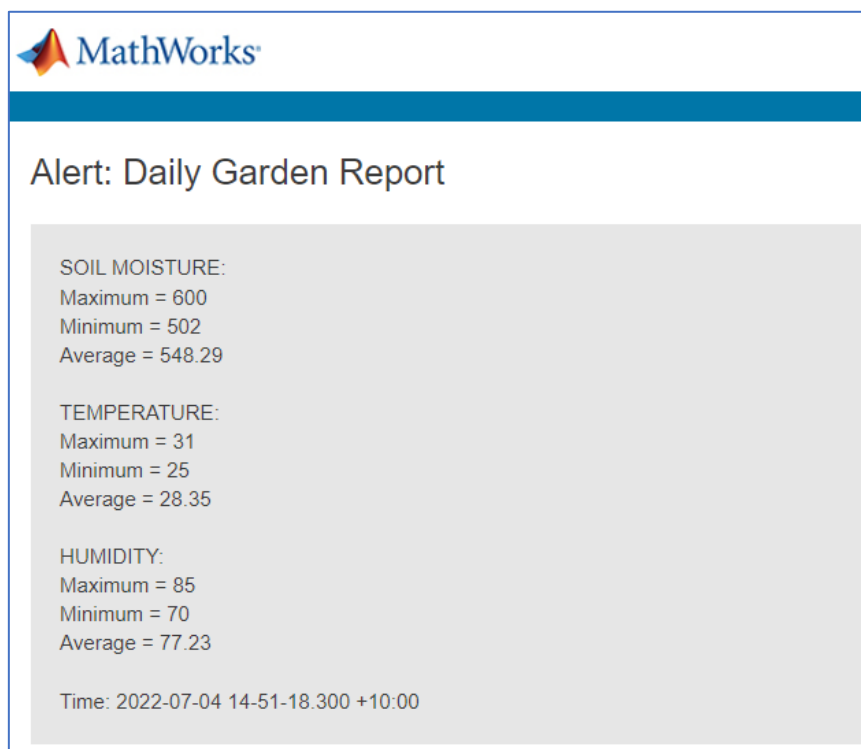 MathWorks®
Alert: Daily Garden Report
SOIL MOISTURE:
Maximum = 600
Minimum = 502
Average = 548.29
TEMPERATURE:
Maximum = 31
Minimum = 25
Average = 28.35
HUMIDITY:
Maximum = 85
Minimum = 70
Average = 77.23
Time: 2022-07-04 14-51-18.300 +10:00